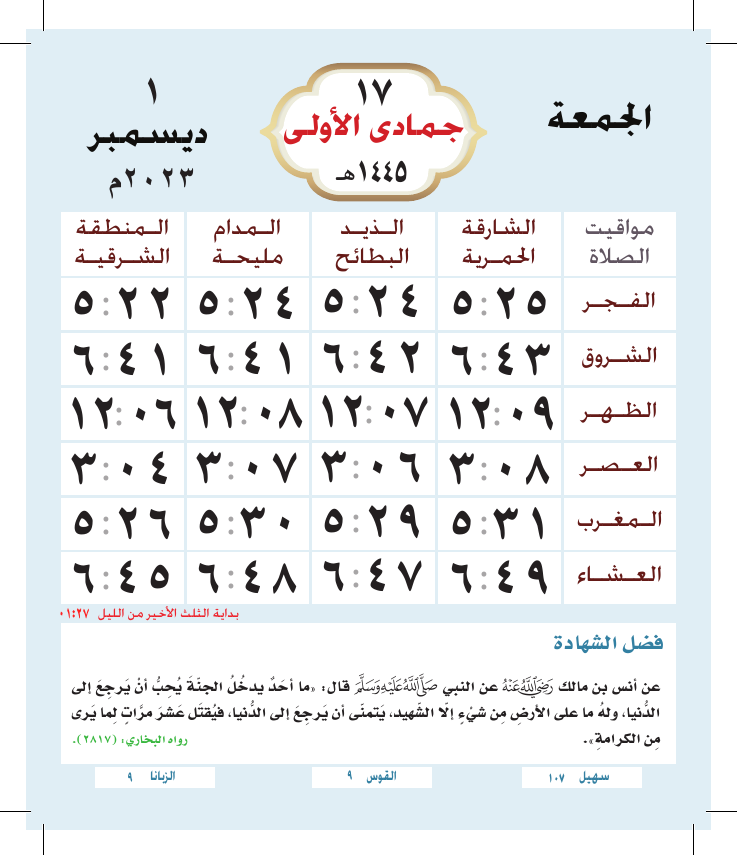 الجمعة
١٧
جمادى الأولى
١٤٤٥هـ
١
ديسمبر
٢٠٢٣م
مواقيت الصلاة | الشارقة الحمرية | الذيد البطائح | المدام مليحة | المنطقة الشرقية
الفجر ٥:٢٥ ٥:٢٤ ٥:٢٤ ٥:٢٢
الشروق ٦:٤٣ ٦:٤٢ ٦:٤١ ٦:٤١
الظهر ١٢:٠٩ ١٢:٠٧ ١٢:٠٨ ١٢:٠٦
العصر ٣:٠٨ ٣:٠٦ ٣:٠٧ ٣:٠٤
المغرب ٥:٣١ ٥:٢٩ ٥:٣٠ ٥:٢٦
العشاء ٦:٤٩ ٦:٤٧ ٦:٤٨ ٦:٤٥
بداية الثلث الأخير من الليل ٠١:٢٧
فضل الشهادة
عن أنس بن مالك رَضِيَ اللَّهُ عَنْهُ عن النبي صَلَّى اللَّهُ عَلَيْهِ وَسَلَّمَ قال: «ما أحَدٌ يدخُلُ الجنَّةَ يُحِبُّ أنْ يَرجِعَ إلى
الدُّنيا، ولهُ ما على الأرضِ مِن شيْءٍ إلَّا الشَّهيد، يَتمنَّى أن يَرجِعَ إلى الدُّنيا، فيُقتَل عَشرَ مرَّاتٍ لِما يَرى
مِن الكرامةِ».
رواه البخاري: (٢٨١٧).
سهيل ١٠٧
القوس ٩
الزبانا ٩